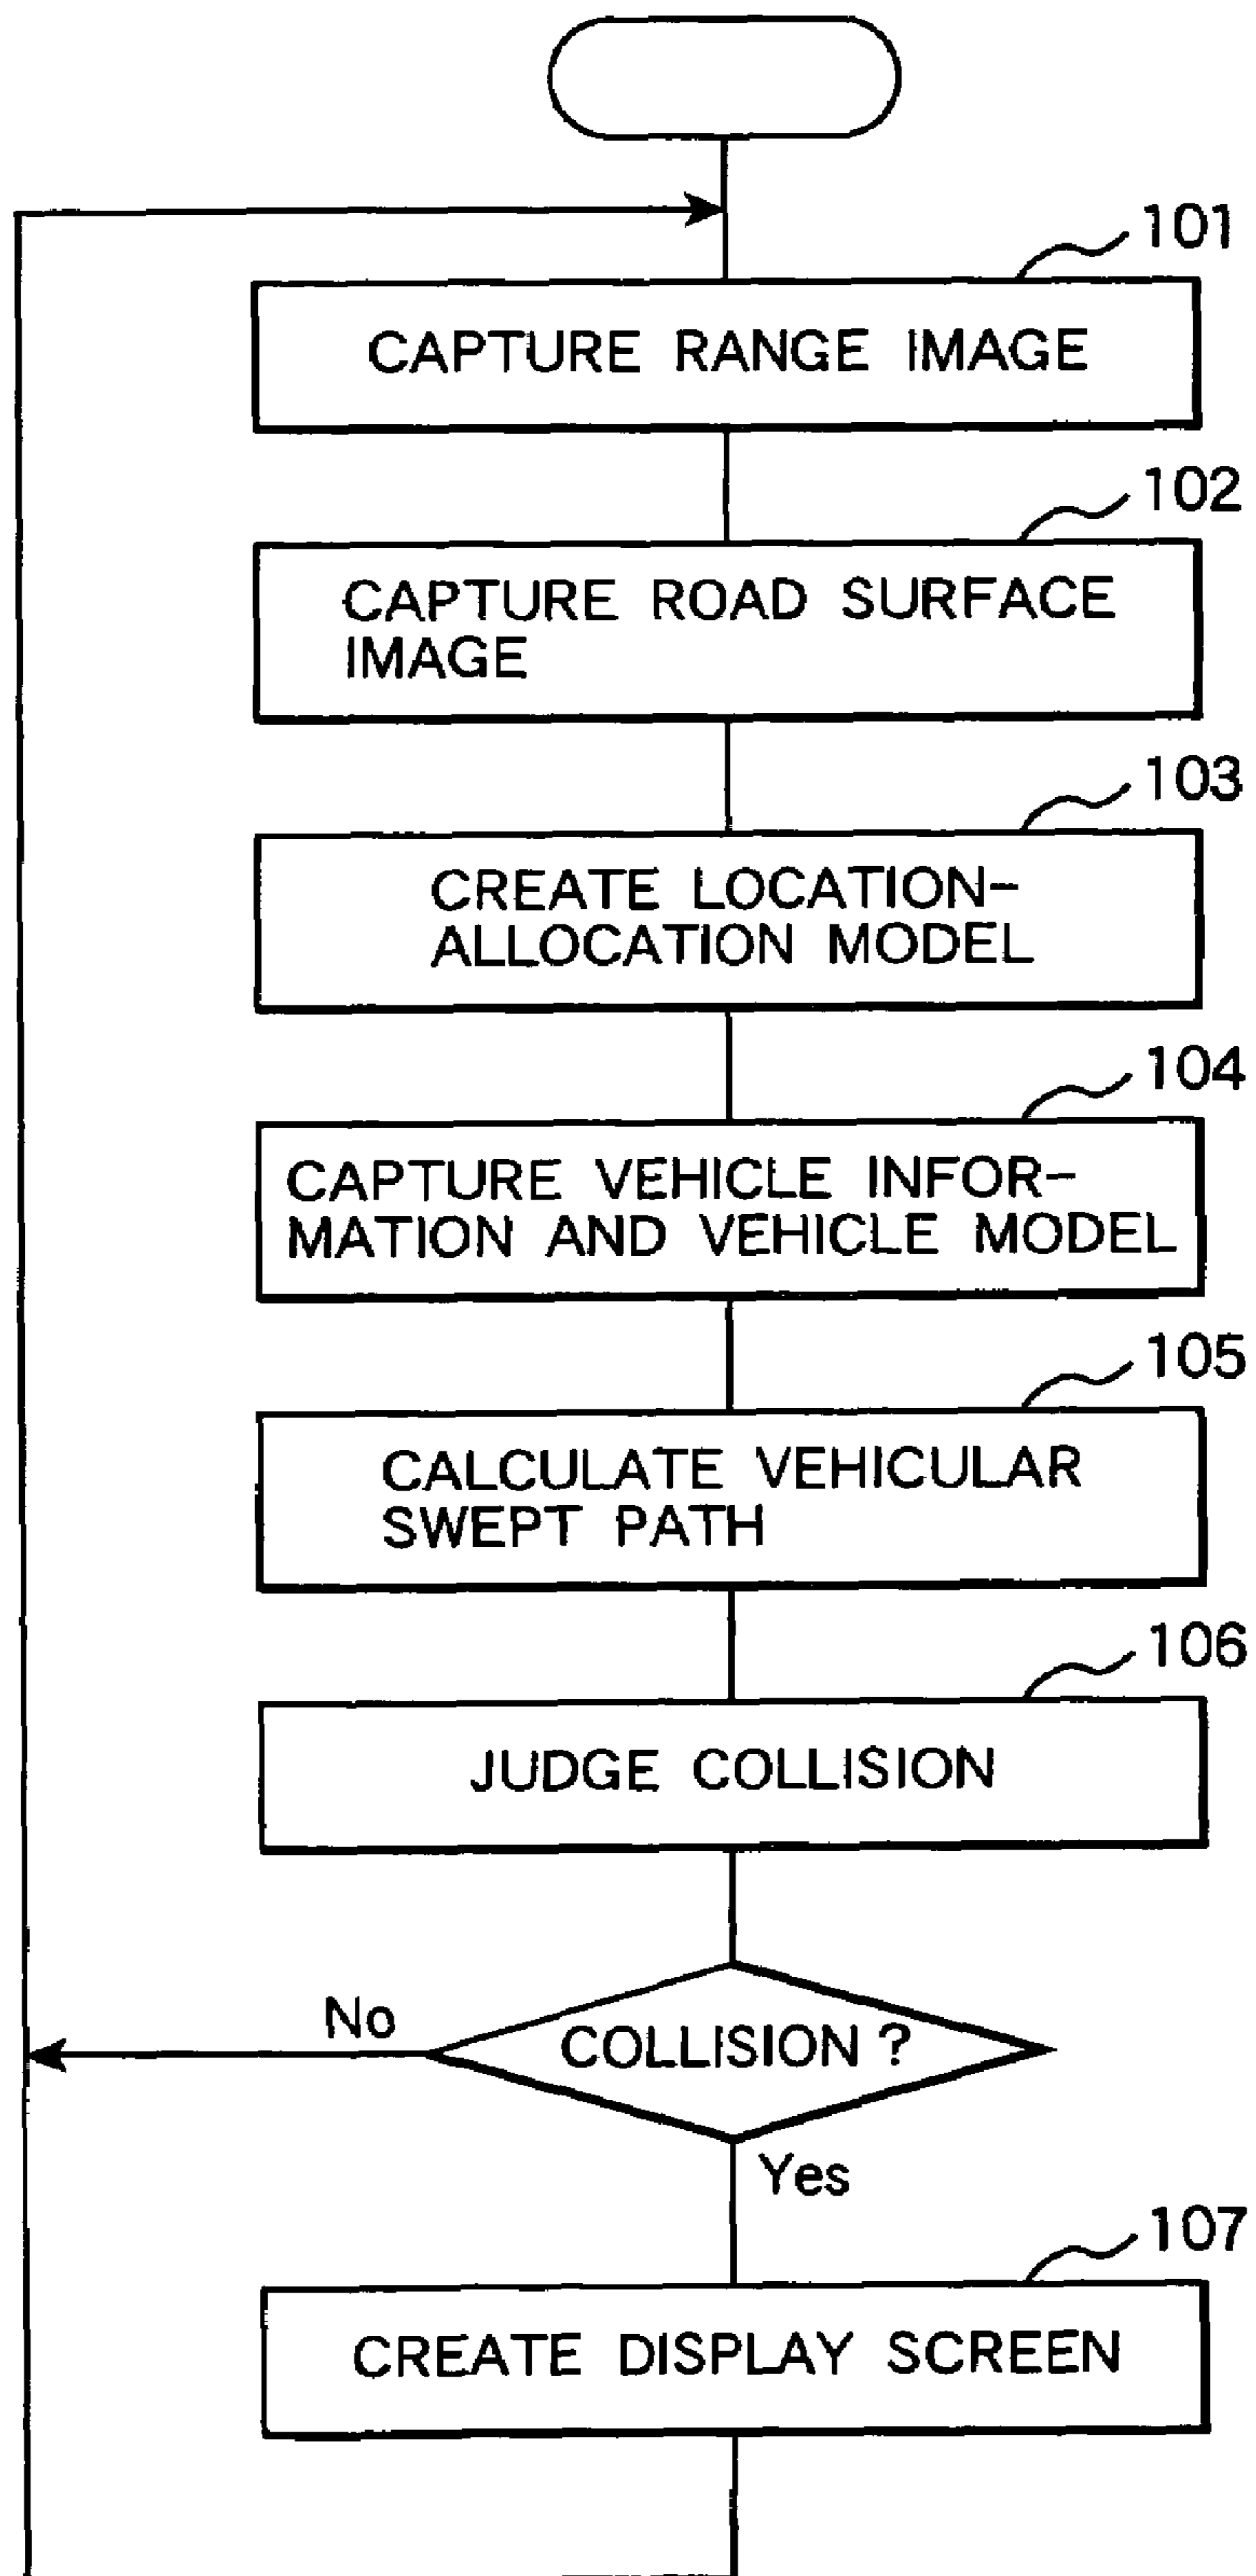 101
CAPTURE RANGE IMAGE
102
CAPTURE ROAD SURFACE
IMAGE
103
CREATE LOCATION-
ALLOCATION MODEL
104
CAPTURE VEHICLE INFOR-
MATION AND VEHICLE MODEL
105
CALCULATE VEHICULAR
SWEPT PATH
106
JUDGE COLLISION
No
COLLISION ?
Yes
107
CREATE DISPLAY SCREEN